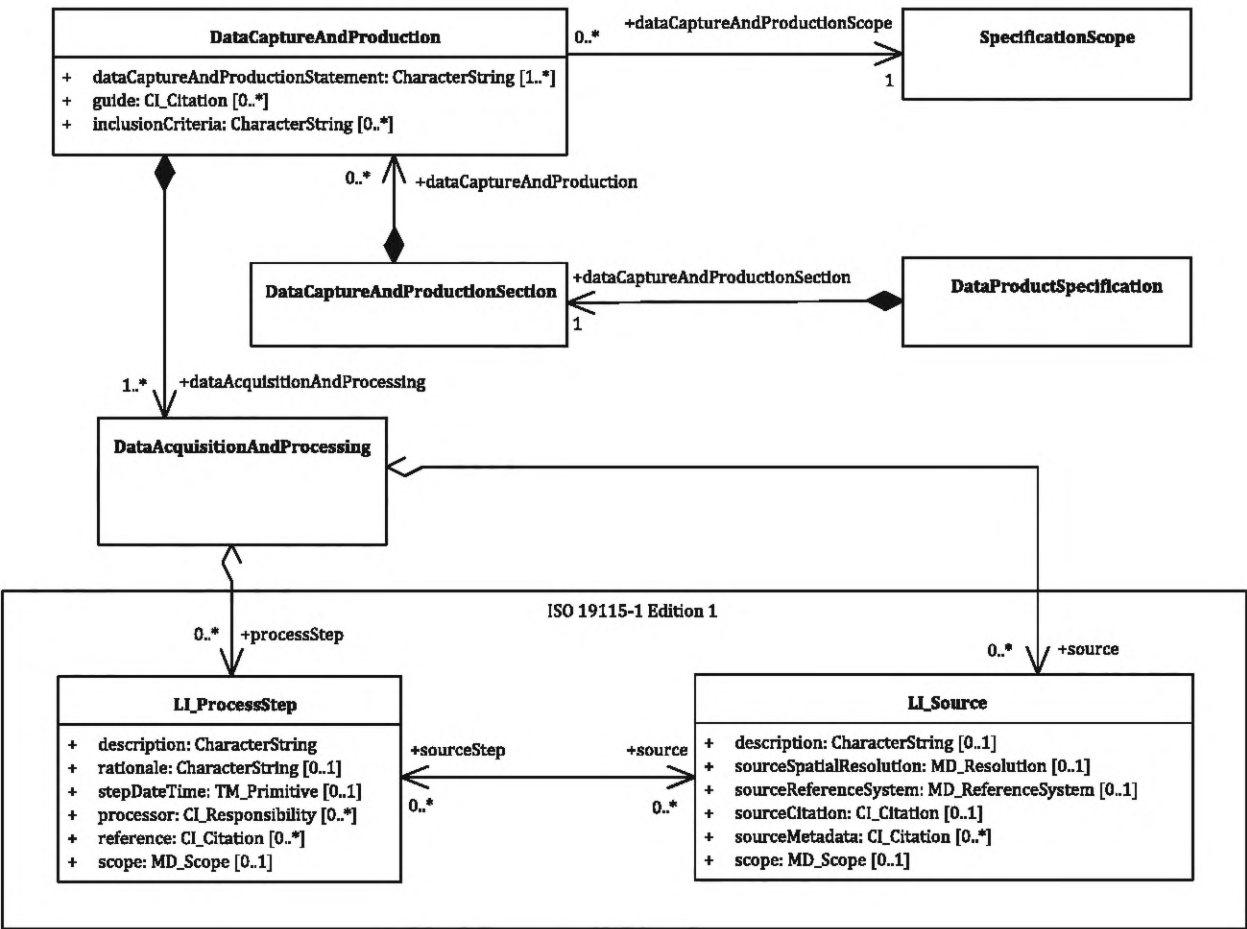 DataCaptureAndProduction
+ dataCaptureAndProductionStatement: CharacterString [1..*]
+ guide: CI_Citation [0..*]
+ inclusionCriteria: CharacterString [0..*]
0..*
+dataCaptureAndProductionScope
1
SpecificationScope
0..*
+dataCaptureAndProduction
DataCaptureAndProductionSection
+dataCaptureAndProductionSection
1
DataProductSpecification
1..*
+dataAcquisitionAndProcessing
DataAcquisitionAndProcessing
ISO 19115-1 Edition 1
0..*
+processStep
0..*
+source
LI_ProcessStep
+ description: CharacterString
+ rationale: CharacterString [0..1]
+ stepDateTime: TM_Primitive [0..1]
+ processor: CI_Responsibility [0..*]
+ reference: CI_Citation [0..*]
+ scope: MD_Scope [0..1]
+sourceStep
0..*
+source
0..*
LI_Source
+ description: CharacterString [0..1]
+ sourceSpatialResolution: MD_Resolution [0..1]
+ sourceReferenceSystem: MD_ReferenceSystem [0..1]
+ sourceCitation: CI_Citation [0..1]
+ sourceMetadata: CI_Citation [0..*]
+ scope: MD_Scope [0..1]